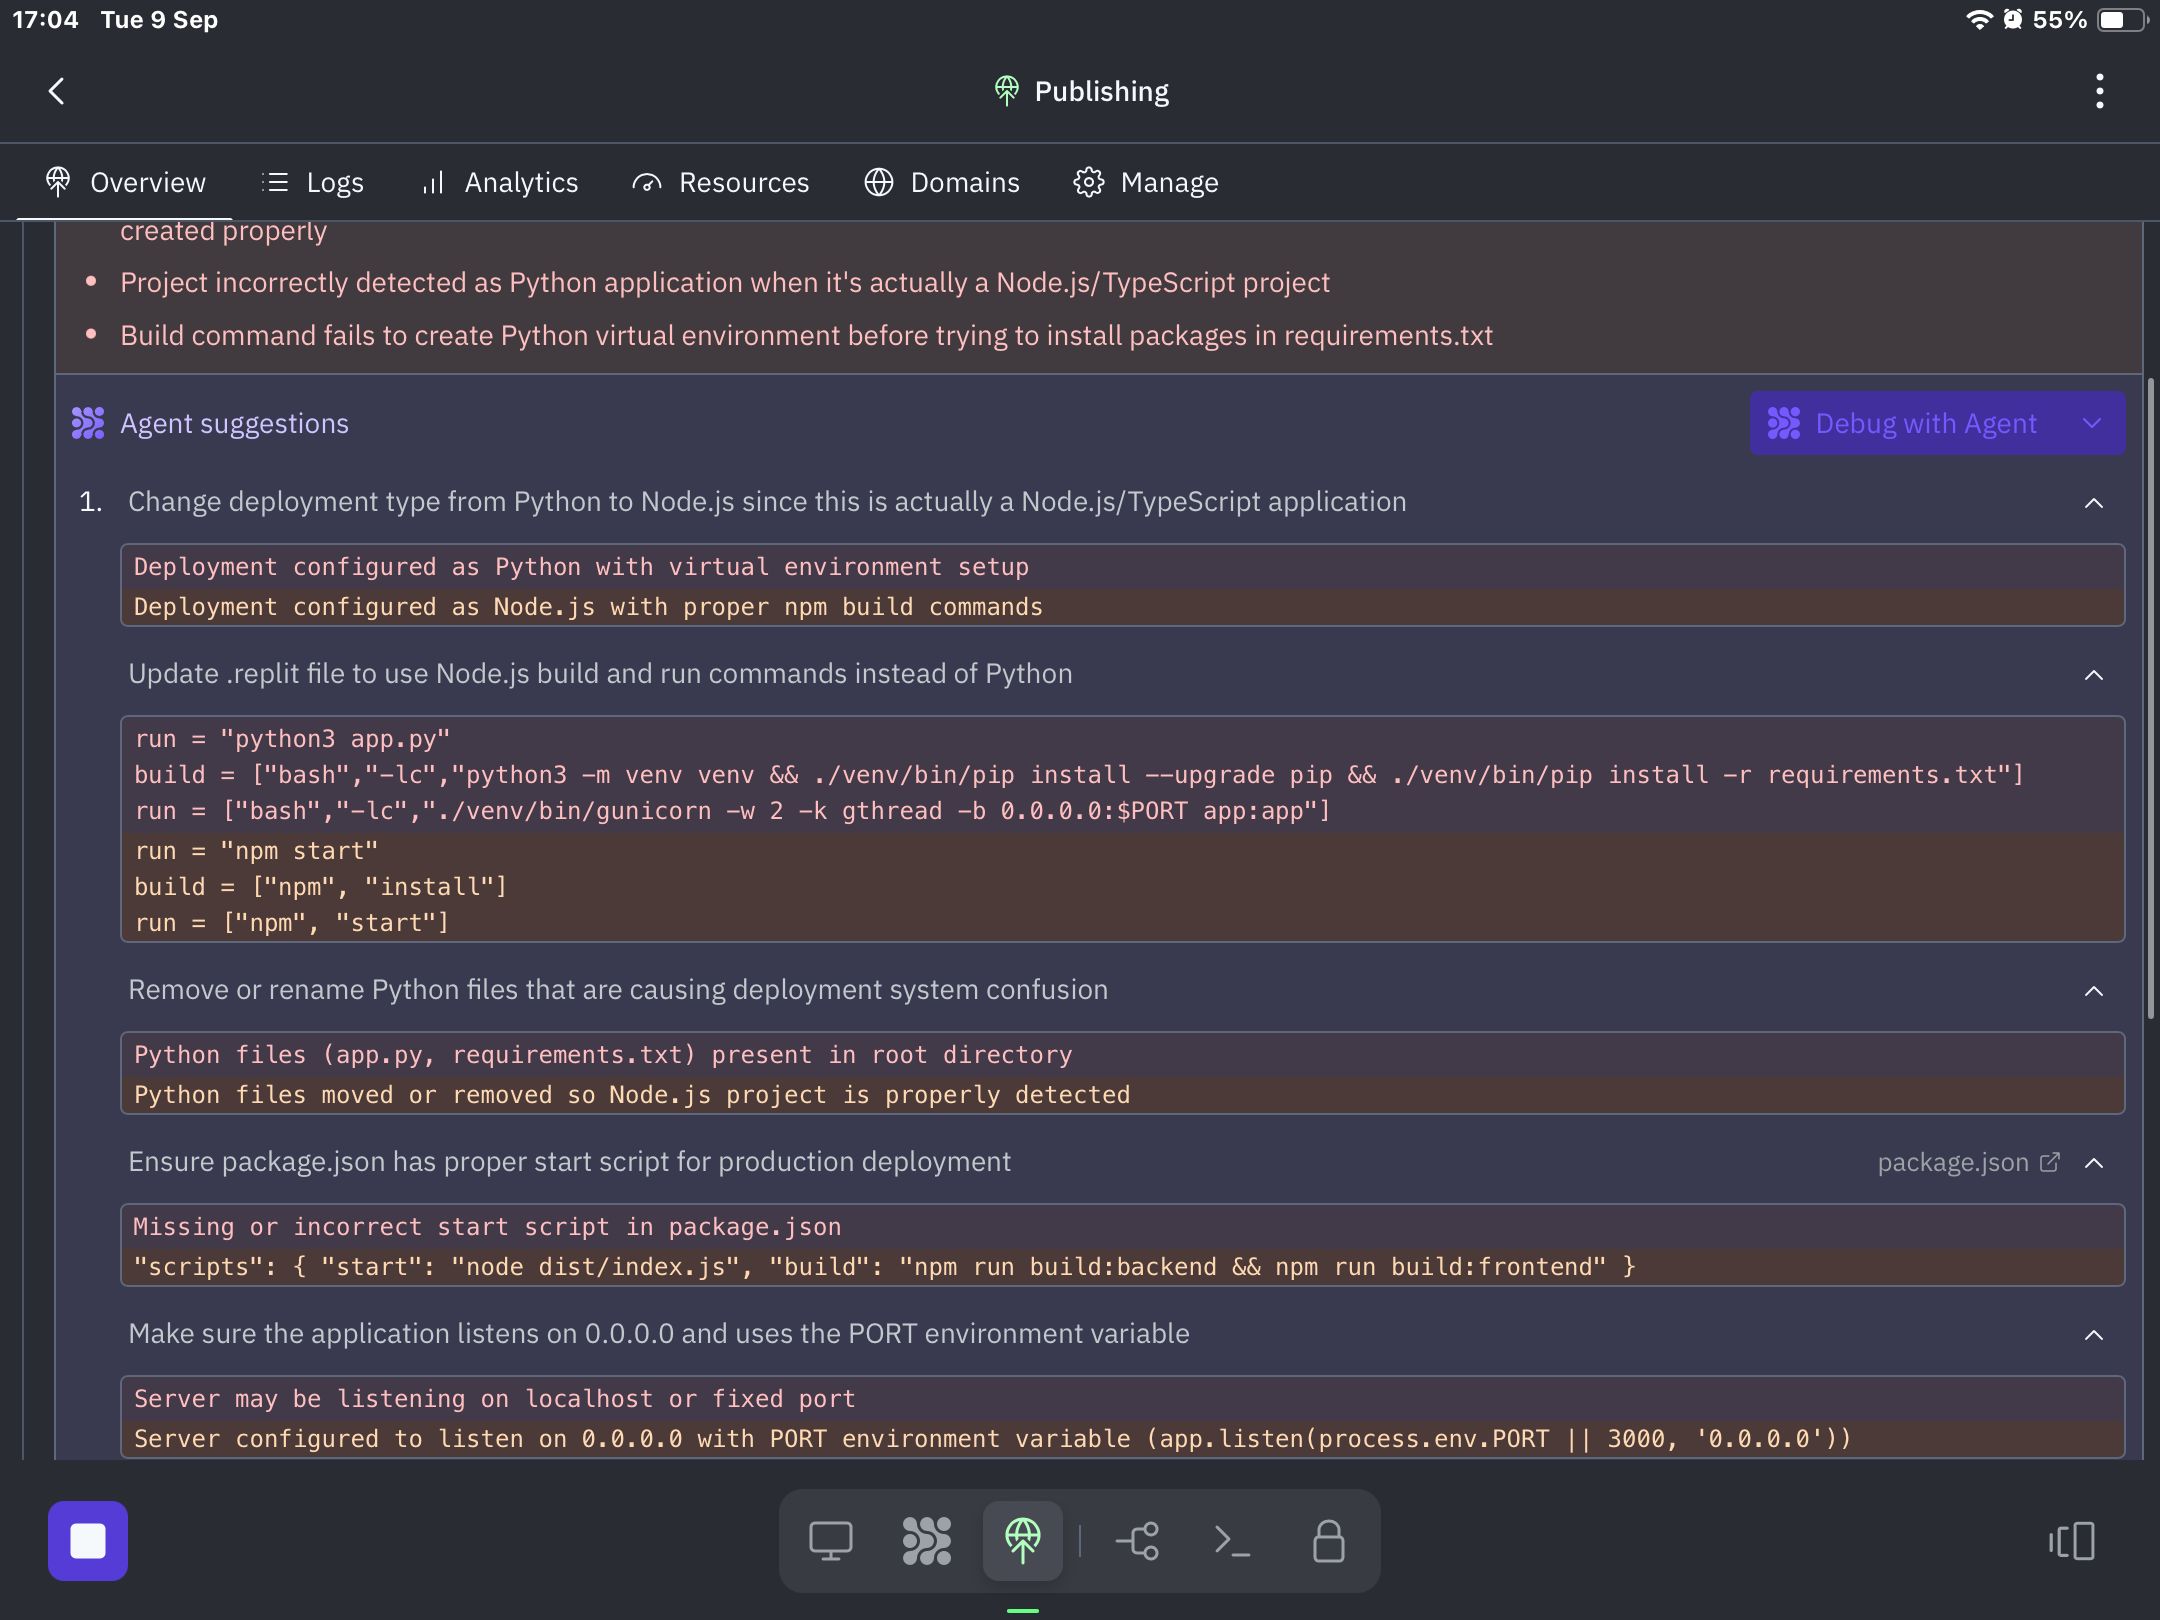 17:04 Tue 9 Sep
55%
Publishing
Overview Logs Analytics Resources Domains Manage
created properly
• Project incorrectly detected as Python application when it's actually a Node.js/TypeScript project
• Build command fails to create Python virtual environment before trying to install packages in requirements.txt
Agent suggestions
Debug with Agent
1. Change deployment type from Python to Node.js since this is actually a Node.js/TypeScript application
Deployment configured as Python with virtual environment setup
Deployment configured as Node.js with proper npm build commands
Update .replit file to use Node.js build and run commands instead of Python
run = "python3 app.py"
build = ["bash","-lc","python3 -m venv venv && ./venv/bin/pip install --upgrade pip && ./venv/bin/pip install -r requirements.txt"]
run = ["bash","-lc","./venv/bin/gunicorn -w 2 -k gthread -b 0.0.0.0:$PORT app:app"]
run = "npm start"
build = ["npm", "install"]
run = ["npm", "start"]
Remove or rename Python files that are causing deployment system confusion
Python files (app.py, requirements.txt) present in root directory
Python files moved or removed so Node.js project is properly detected
Ensure package.json has proper start script for production deployment
package.json
Missing or incorrect start script in package.json
"scripts": { "start": "node dist/index.js", "build": "npm run build:backend && npm run build:frontend" }
Make sure the application listens on 0.0.0.0 and uses the PORT environment variable
Server may be listening on localhost or fixed port
Server configured to listen on 0.0.0.0 with PORT environment variable (app.listen(process.env.PORT || 3000, '0.0.0.0'))